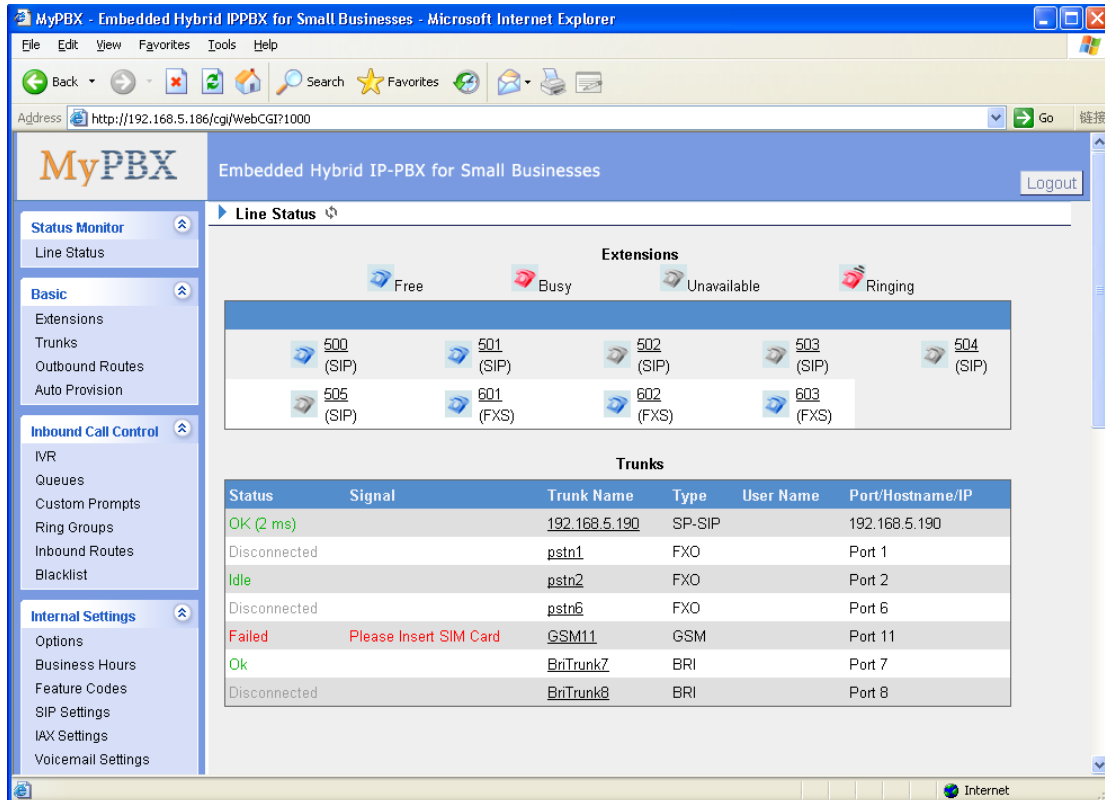 MyPBX - Embedded Hybrid IPPBX for Small Businesses - Microsoft Internet Explorer
File Edit View Favorites Tools Help
Back Search Favorites
Address http://192.168.5.186/cgi/WebCGI?1000 Go 链接
MyPBX Embedded Hybrid IP-PBX for Small Businesses Logout
Status Monitor
Line Status
Basic
Extensions
Trunks
Outbound Routes
Auto Provision
Inbound Call Control
IVR
Queues
Custom Prompts
Ring Groups
Inbound Routes
Blacklist
Internal Settings
Options
Business Hours
Feature Codes
SIP Settings
IAX Settings
Voicemail Settings
Line Status
Extensions
Free Busy Unavailable Ringing
500 501 502 503 504
(SIP) (SIP) (SIP) (SIP) (SIP)
505 601 602 603
(SIP) (FXS) (FXS) (FXS)
Trunks
Status Signal Trunk Name Type User Name Port/Hostname/IP
OK (2 ms) 192.168.5.190 SP-SIP 192.168.5.190
Disconnected pstn1 FXO Port 1
Idle pstn2 FXO Port 2
Disconnected pstn6 FXO Port 6
Failed Please Insert SIM Card GSM11 GSM Port 11
Ok BriTrunk7 BRI Port 7
Disconnected BriTrunk8 BRI Port 8
Internet